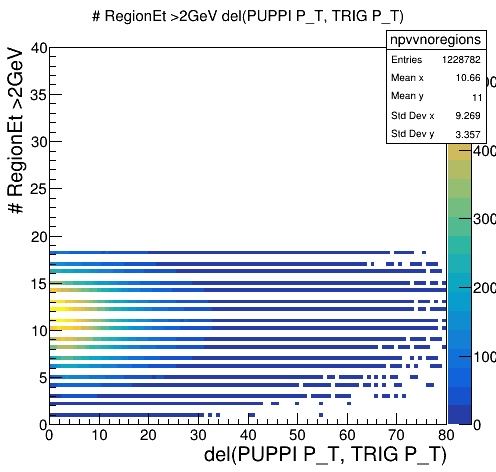 # RegionEt >2GeV del(PUPPI P_T, TRIG P_T)
npvvnoregions
Entries 1228782
Mean x 10.66
Mean y 11
Std Dev x 9.269
Std Dev y 3.357
# RegionEt >2GeV
40
35
30
25
20
15
10
5
0
400
300
200
100
0
0 10 20 30 40 50 60 70 80
del(PUPPI P_T, TRIG P_T)